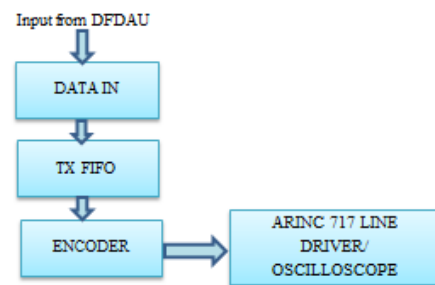 Input from DFDAU
DATA IN
TX FIFO
ENCODER
ARINC 717 LINE
DRIVER/
OSCILLOSCOPE